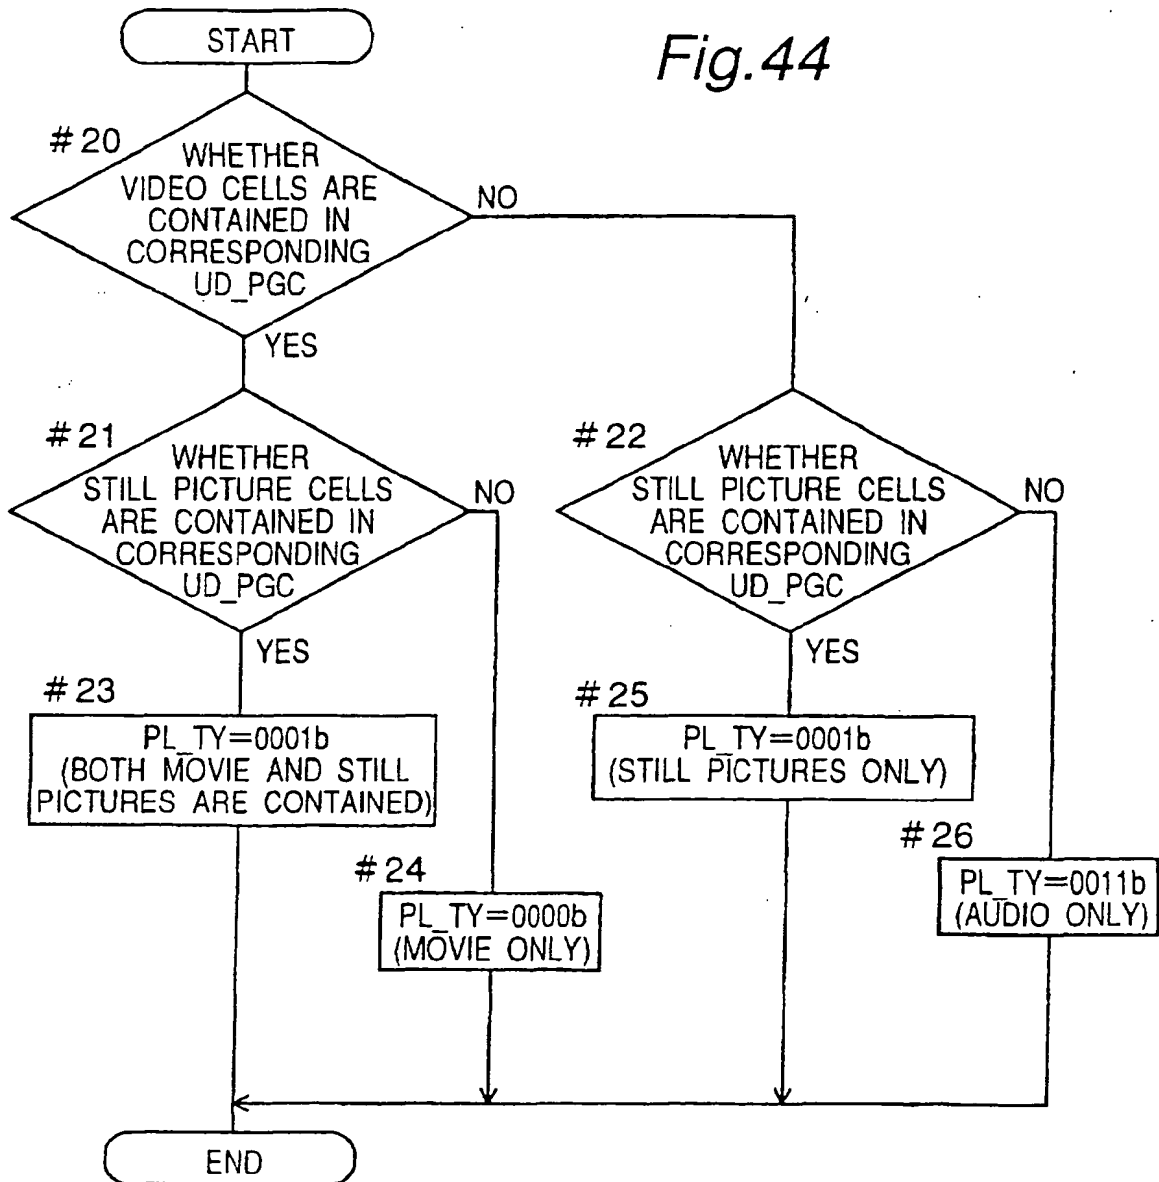 START
Fig.44
#20
WHETHER
VIDEO CELLS ARE
CONTAINED IN
CORRESPONDING
UD_PGC
NO
YES
#21
WHETHER
STILL PICTURE CELLS
ARE CONTAINED IN
CORRESPONDING
UD_PGC
NO
YES
#22
WHETHER
STILL PICTURE CELLS
ARE CONTAINED IN
CORRESPONDING
UD_PGC
NO
YES
#23
PL_TY=0001b
(BOTH MOVIE AND STILL
PICTURES ARE CONTAINED)
#24
PL_TY=0000b
(MOVIE ONLY)
#25
PL_TY=0001b
(STILL PICTURES ONLY)
#26
PL_TY=0011b
(AUDIO ONLY)
END